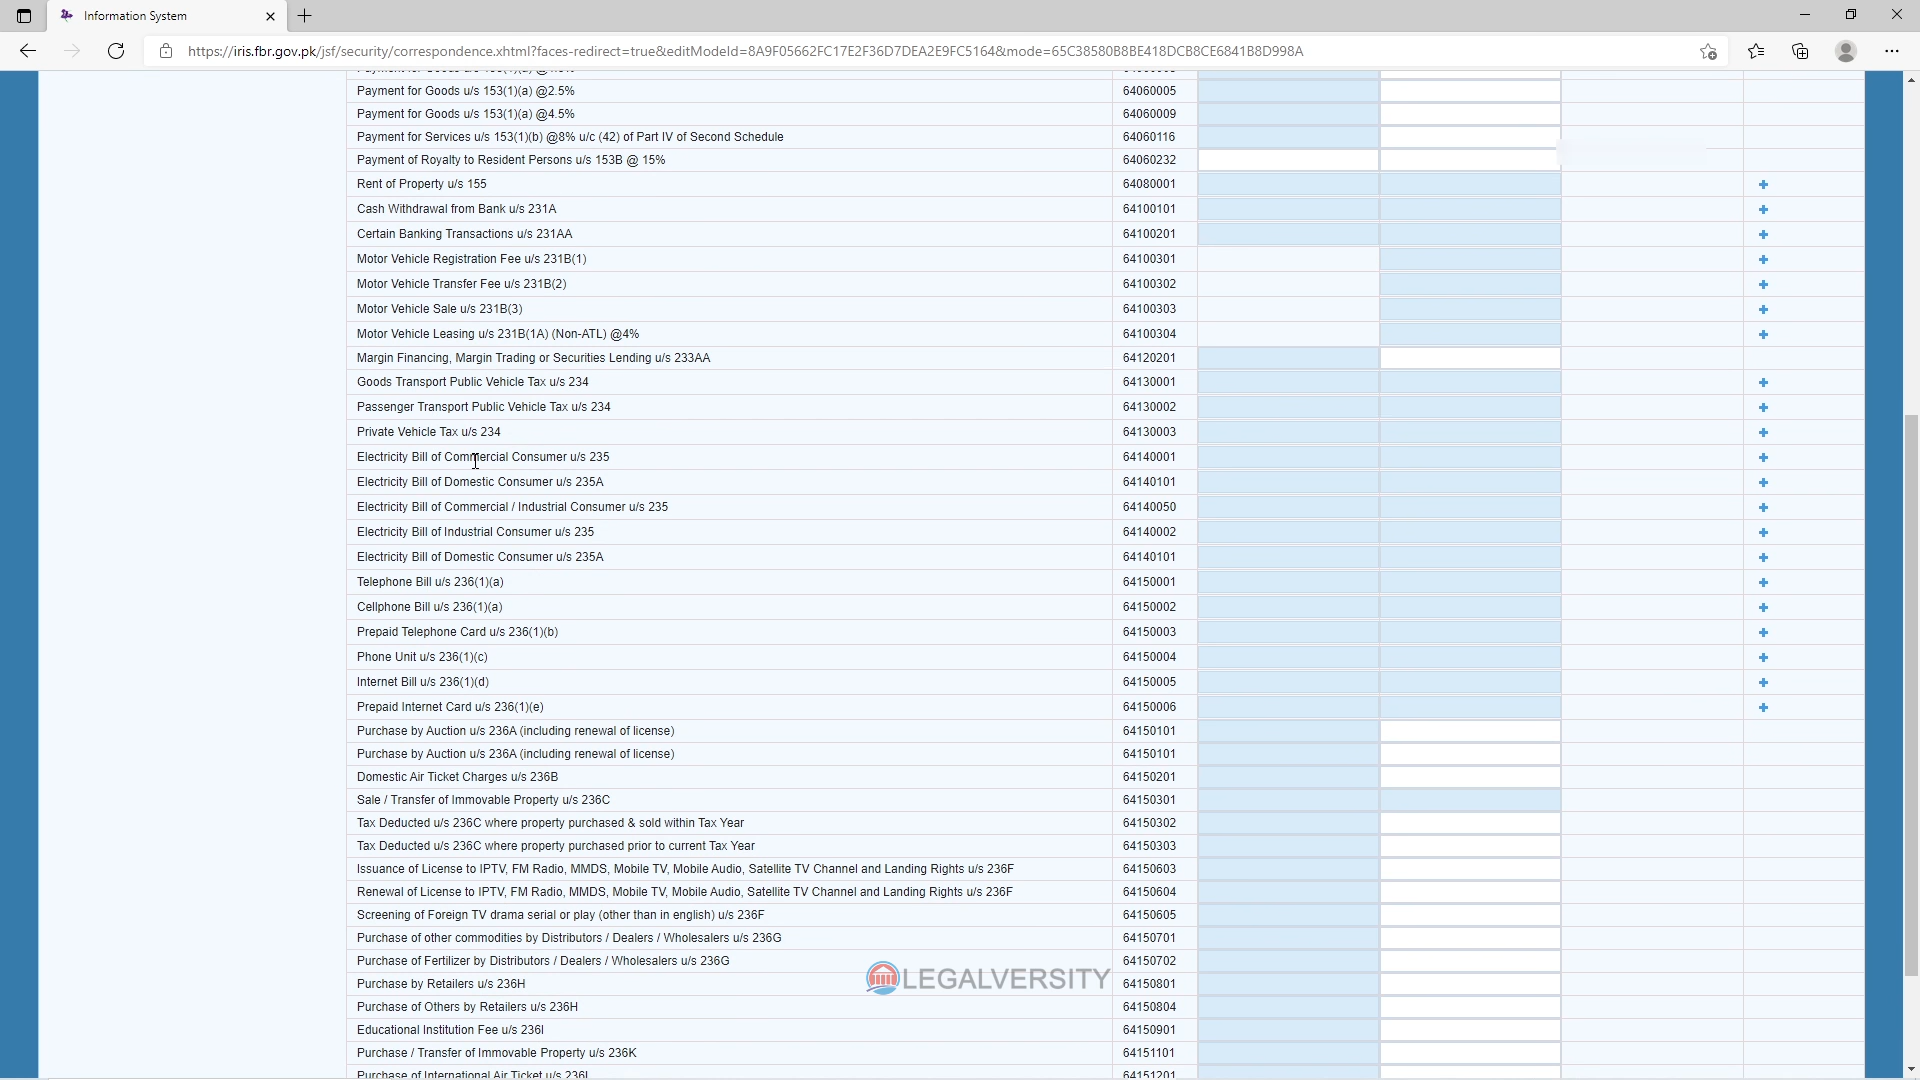 Information System
https://iris.fbr.gov.pk/jsf/security/correspondence.xhtml?faces-redirect=true&editModeId=8A9F05662FC17E2F36D7DEA2E9FC5164&mode=65C38580B8BE418DCB8CE6841B8D998A
Payment for Goods u/s 153(1)(a) @2.5% 64060005
Payment for Goods u/s 153(1)(a) @4.5% 64060009
Payment for Services u/s 153(1)(b) @8% u/c (42) of Part IV of Second Schedule 64060116
Payment of Royalty to Resident Persons u/s 153B @ 15% 64060232
Rent of Property u/s 155 64080001
Cash Withdrawal from Bank u/s 231A 64100101
Certain Banking Transactions u/s 231AA 64100201
Motor Vehicle Registration Fee u/s 231B(1) 64100301
Motor Vehicle Transfer Fee u/s 231B(2) 64100302
Motor Vehicle Sale u/s 231B(3) 64100303
Motor Vehicle Leasing u/s 231B(1A) (Non-ATL) @4% 64100304
Margin Financing, Margin Trading or Securities Lending u/s 233AA 64120201
Goods Transport Public Vehicle Tax u/s 234 64130001
Passenger Transport Public Vehicle Tax u/s 234 64130002
Private Vehicle Tax u/s 234 64130003
Electricity Bill of Commercial Consumer u/s 235 64140001
Electricity Bill of Domestic Consumer u/s 235A 64140101
Electricity Bill of Commercial / Industrial Consumer u/s 235 64140050
Electricity Bill of Industrial Consumer u/s 235 64140002
Electricity Bill of Domestic Consumer u/s 235A 64140101
Telephone Bill u/s 236(1)(a) 64150001
Cellphone Bill u/s 236(1)(a) 64150002
Prepaid Telephone Card u/s 236(1)(b) 64150003
Phone Unit u/s 236(1)(c) 64150004
Internet Bill u/s 236(1)(d) 64150005
Prepaid Internet Card u/s 236(1)(e) 64150006
Purchase by Auction u/s 236A (including renewal of license) 64150101
Purchase by Auction u/s 236A (including renewal of license) 64150101
Domestic Air Ticket Charges u/s 236B 64150201
Sale / Transfer of Immovable Property u/s 236C 64150301
Tax Deducted u/s 236C where property purchased & sold within Tax Year 64150302
Tax Deducted u/s 236C where property purchased prior to current Tax Year 64150303
Issuance of License to IPTV, FM Radio, MMDS, Mobile TV, Mobile Audio, Satellite TV Channel and Landing Rights u/s 236F 64150603
Renewal of License to IPTV, FM Radio, MMDS, Mobile TV, Mobile Audio, Satellite TV Channel and Landing Rights u/s 236F 64150604
Screening of Foreign TV drama serial or play (other than in english) u/s 236F 64150605
Purchase of other commodities by Distributors / Dealers / Wholesalers u/s 236G 64150701
Purchase of Fertilizer by Distributors / Dealers / Wholesalers u/s 236G 64150702
LEGALVERSITY
Purchase by Retailers u/s 236H 64150801
Purchase of Others by Retailers u/s 236H 64150804
Educational Institution Fee u/s 236I 64150901
Purchase / Transfer of Immovable Property u/s 236K 64151101
Purchase of International Air Ticket u/s 236L 64151201